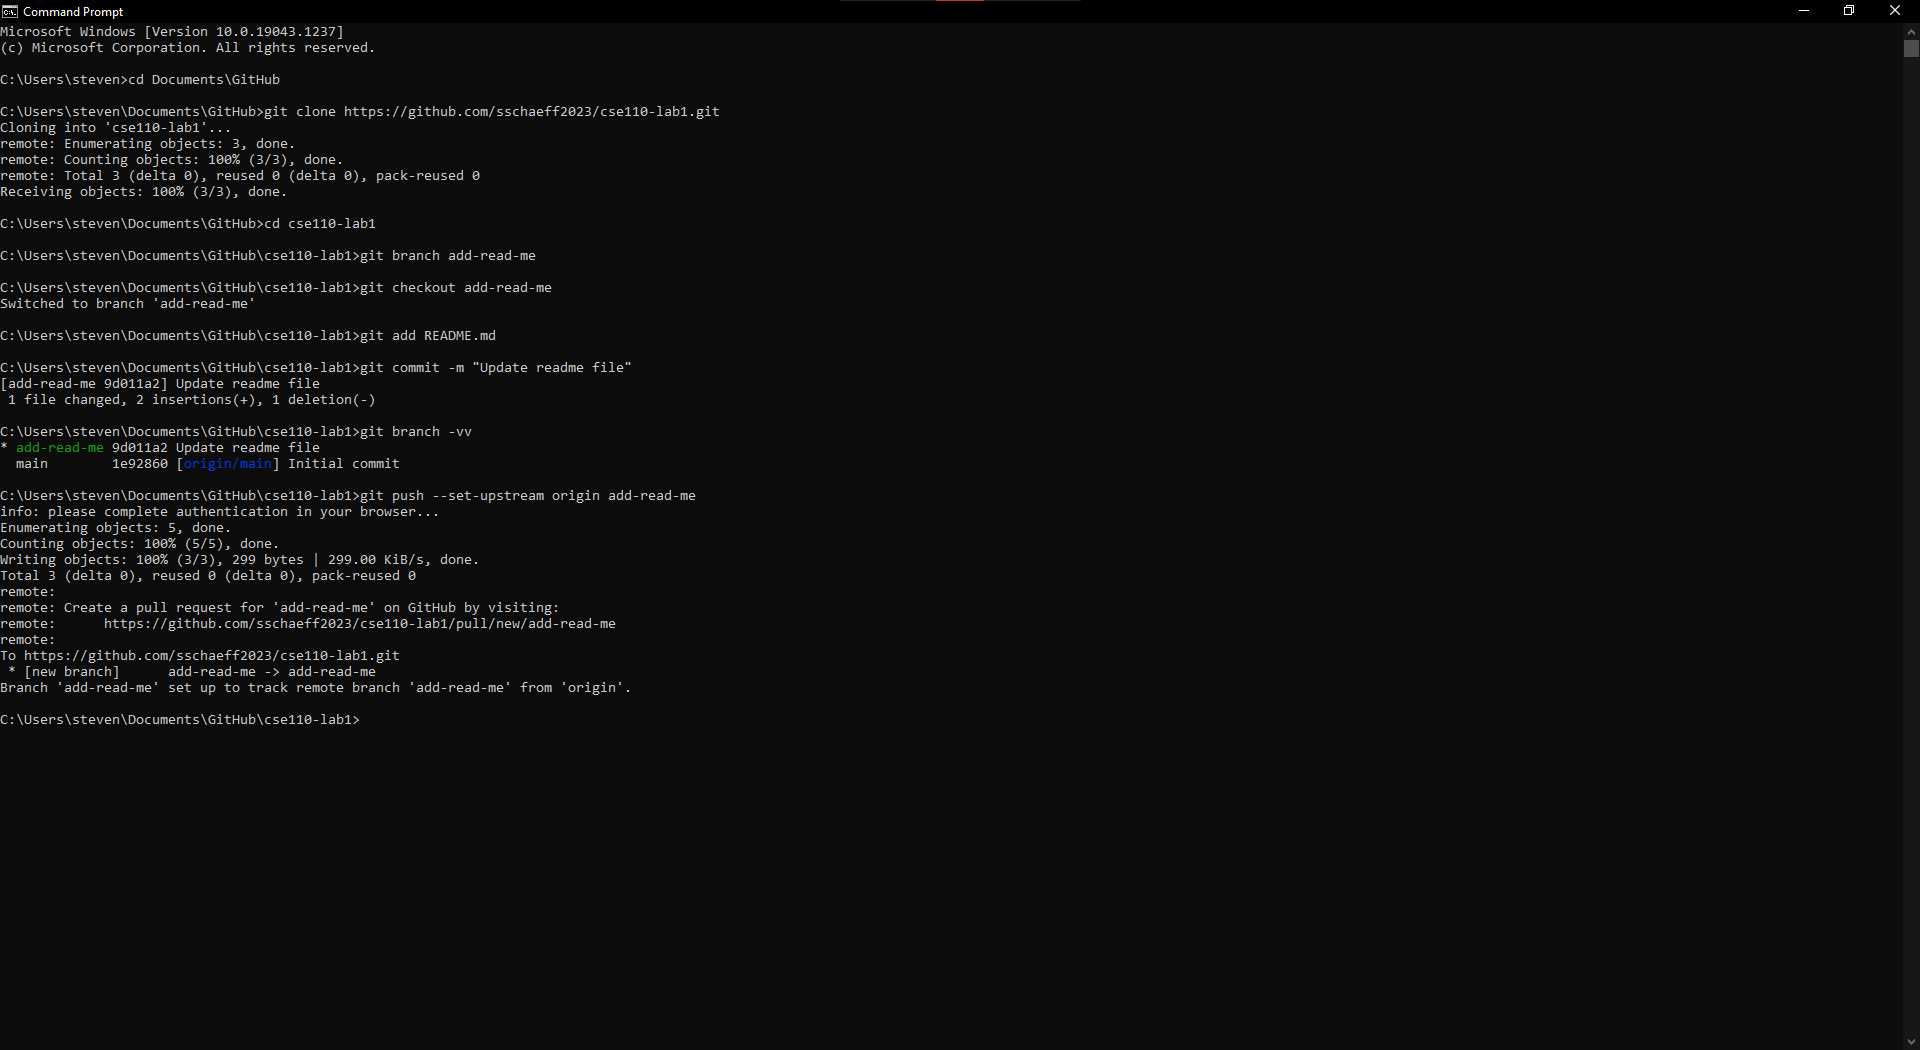 Command Prompt
Microsoft Windows [Version 10.0.19043.1237]
(c) Microsoft Corporation. All rights reserved.
C:\Users\steven>cd Documents\GitHub
C:\Users\steven\Documents\GitHub>git clone https://github.com/sschaeff2023/cse110-lab1.git
Cloning into 'cse110-lab1'...
remote: Enumerating objects: 3, done.
remote: Counting objects: 100% (3/3), done.
remote: Total 3 (delta 0), reused 0 (delta 0), pack-reused 0
Receiving objects: 100% (3/3), done.
C:\Users\steven\Documents\GitHub>cd cse110-lab1
C:\Users\steven\Documents\GitHub\cse110-lab1>git branch add-read-me
C:\Users\steven\Documents\GitHub\cse110-lab1>git checkout add-read-me
Switched to branch 'add-read-me'
C:\Users\steven\Documents\GitHub\cse110-lab1>git add README.md
C:\Users\steven\Documents\GitHub\cse110-lab1>git commit -m "Update readme file"
[add-read-me 9d011a2] Update readme file
 1 file changed, 2 insertions(+), 1 deletion(-)
C:\Users\steven\Documents\GitHub\cse110-lab1>git branch -vv
* add-read-me 9d011a2 Update readme file
  main        1e92860 [origin/main] Initial commit
C:\Users\steven\Documents\GitHub\cse110-lab1>git push --set-upstream origin add-read-me
info: please complete authentication in your browser...
Enumerating objects: 5, done.
Counting objects: 100% (5/5), done.
Writing objects: 100% (3/3), 299 bytes | 299.00 KiB/s, done.
Total 3 (delta 0), reused 0 (delta 0), pack-reused 0
remote:
remote: Create a pull request for 'add-read-me' on GitHub by visiting:
remote:      https://github.com/sschaeff2023/cse110-lab1/pull/new/add-read-me
remote:
To https://github.com/sschaeff2023/cse110-lab1.git
 * [new branch]      add-read-me -> add-read-me
Branch 'add-read-me' set up to track remote branch 'add-read-me' from 'origin'.
C:\Users\steven\Documents\GitHub\cse110-lab1>